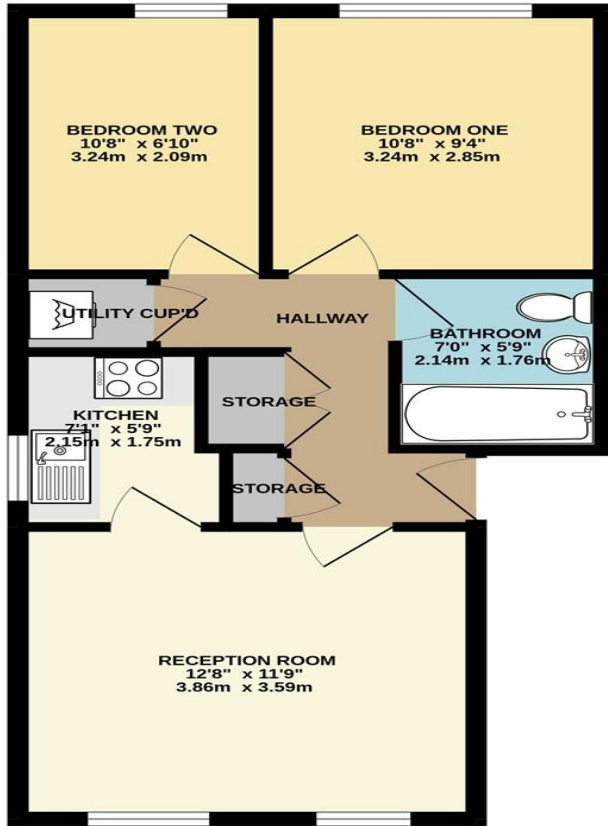 BEDROOM TWO
10'8" x 6'10"
3.24m x 2.09m
BEDROOM ONE
10'8" x 9'4"
3.24m x 2.85m
UTILITY CUP'D
HALLWAY
BATHROOM
7'0" x 5'9"
2.14m x 1.76m
STORAGE
KITCHEN
7'1" x 5'9"
2.15m x 1.75m
STORAGE
RECEPTION ROOM
12'8" x 11'9"
3.86m x 3.59m